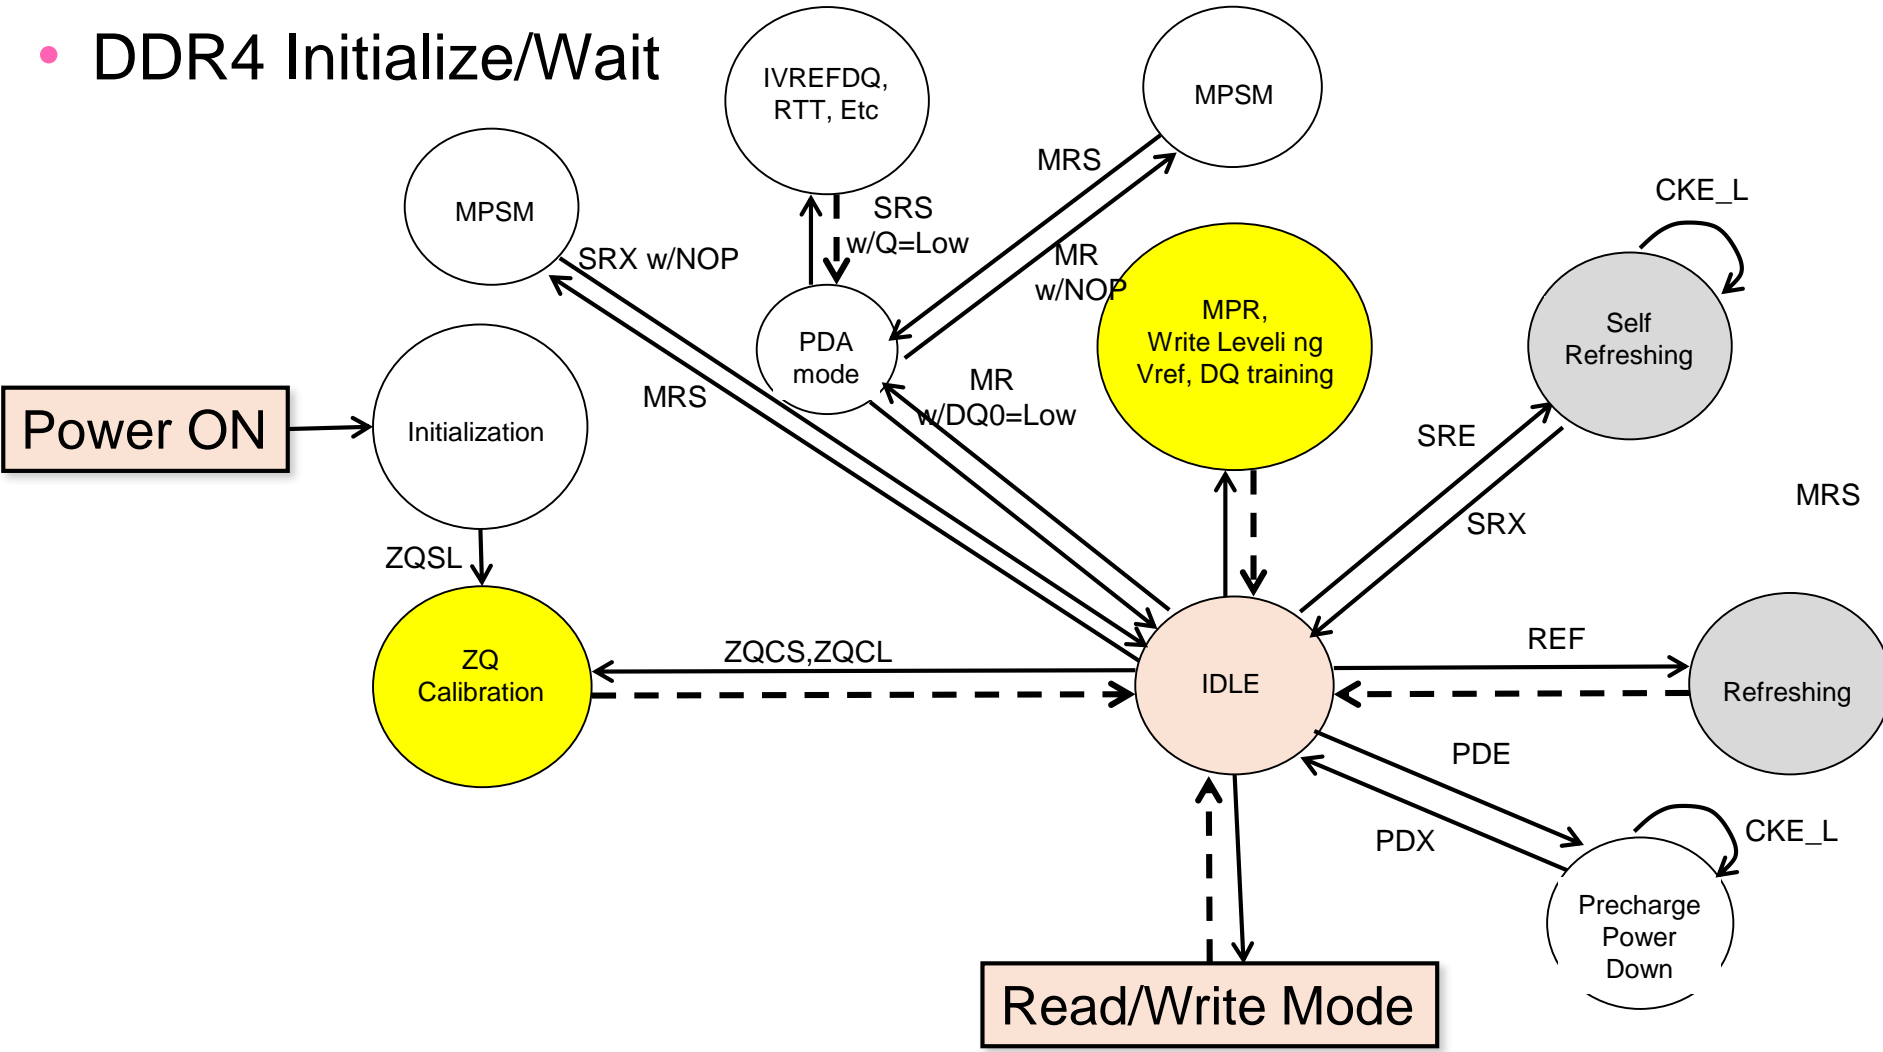 • DDR4 Initialize/Wait
IVREFDQ,
RTT, Etc
MPSM
MPSM
MRS
CKE_L
SRS
w/Q=Low
SRX w/NOP
MR
w/NOP
MPR,
Write Leveli ng
Vref, DQ training
Self
Refreshing
PDA
mode
MRS
MR
w/DQ0=Low
Power ON
Initialization
SRE
MRS
SRX
ZQSL
ZQ
Calibration
ZQCS,ZQCL
IDLE
REF
Refreshing
PDE
PDX
CKE_L
Precharge
Power
Down
Read/Write Mode